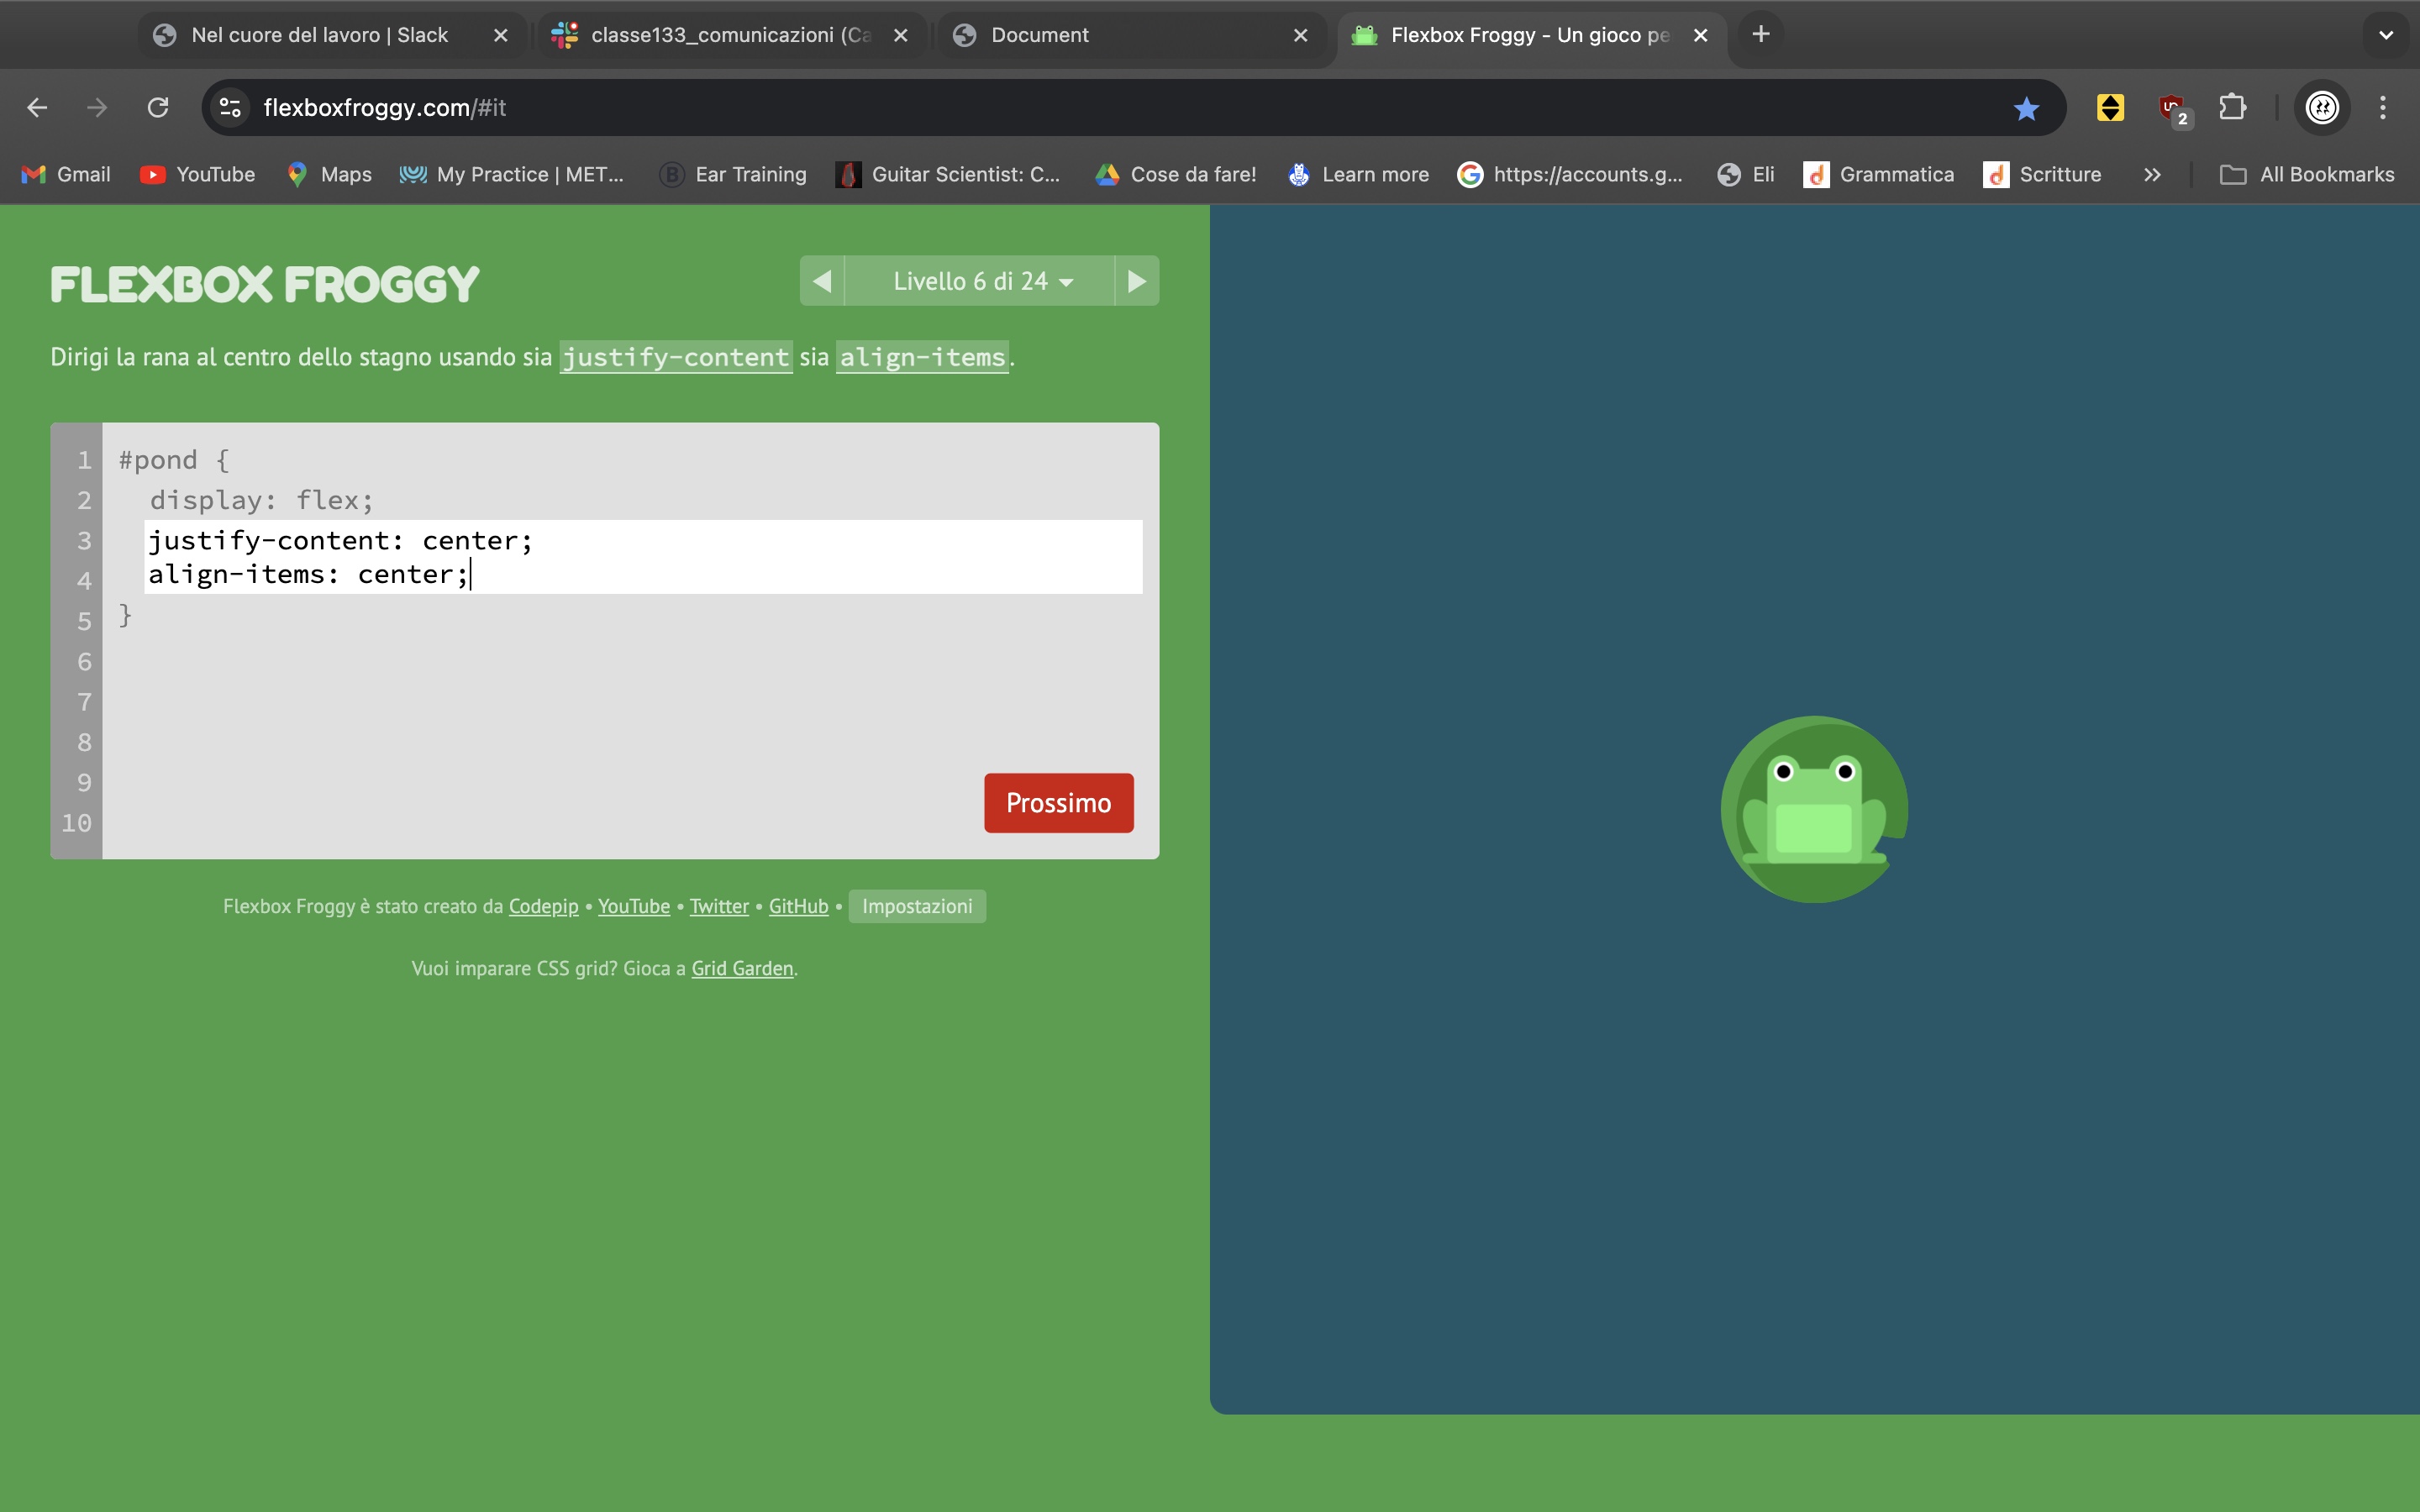 Nel cuore del lavoro | Slack
classe133_comunicazioni (Ca
Document
Flexbox Froggy - Un gioco pe
flexboxfroggy.com/#it
2
Gmail
YouTube
Maps
My Practice | MET...
B
Ear Training
Guitar Scientist: C...
Cose da fare!
Learn more
https://accounts.g...
Eli
d
Grammatica
d
Scritture
All Bookmarks
FLEXBOX FROGGY
Livello 6 di 24
Dirigi la rana al centro dello stagno usando sia justify-content sia align-items.
1 #pond {
2 display: flex;
3 justify-content: center;
4 align-items: center;
5 }
6
7
8
9
10
Prossimo
Flexbox Froggy è stato creato da Codepip • YouTube • Twitter • GitHub • Impostazioni
Vuoi imparare CSS grid? Gioca a Grid Garden.